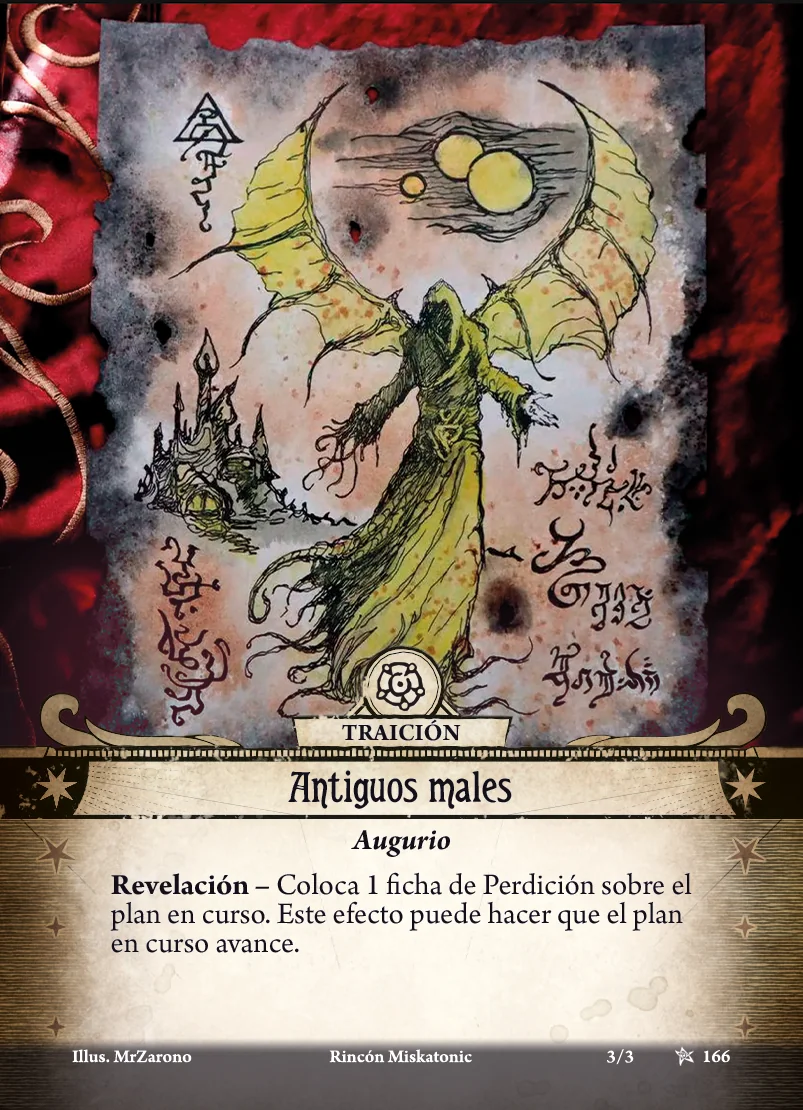 TRAICIÓN
Antiguos males
Augurio
Revelación – Coloca 1 ficha de Perdición sobre el
plan en curso. Este efecto puede hacer que el plan
en curso avance.
Illus. MrZarono Rincón Miskatonic 3/3 166